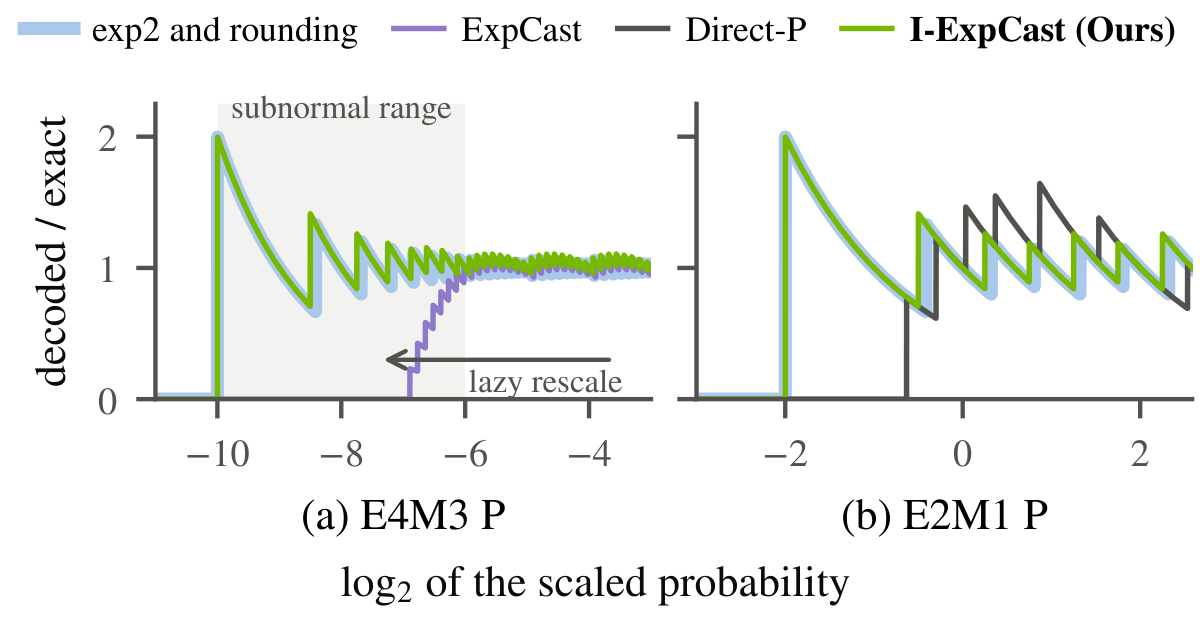 exp2 and rounding ExpCast Direct-P I-ExpCast (Ours)
decoded / exact
2
1
0
subnormal range
lazy rescale
−10 −8 −6 −4
−2 0 2
(a) E4M3 P
(b) E2M1 P
log₂ of the scaled probability